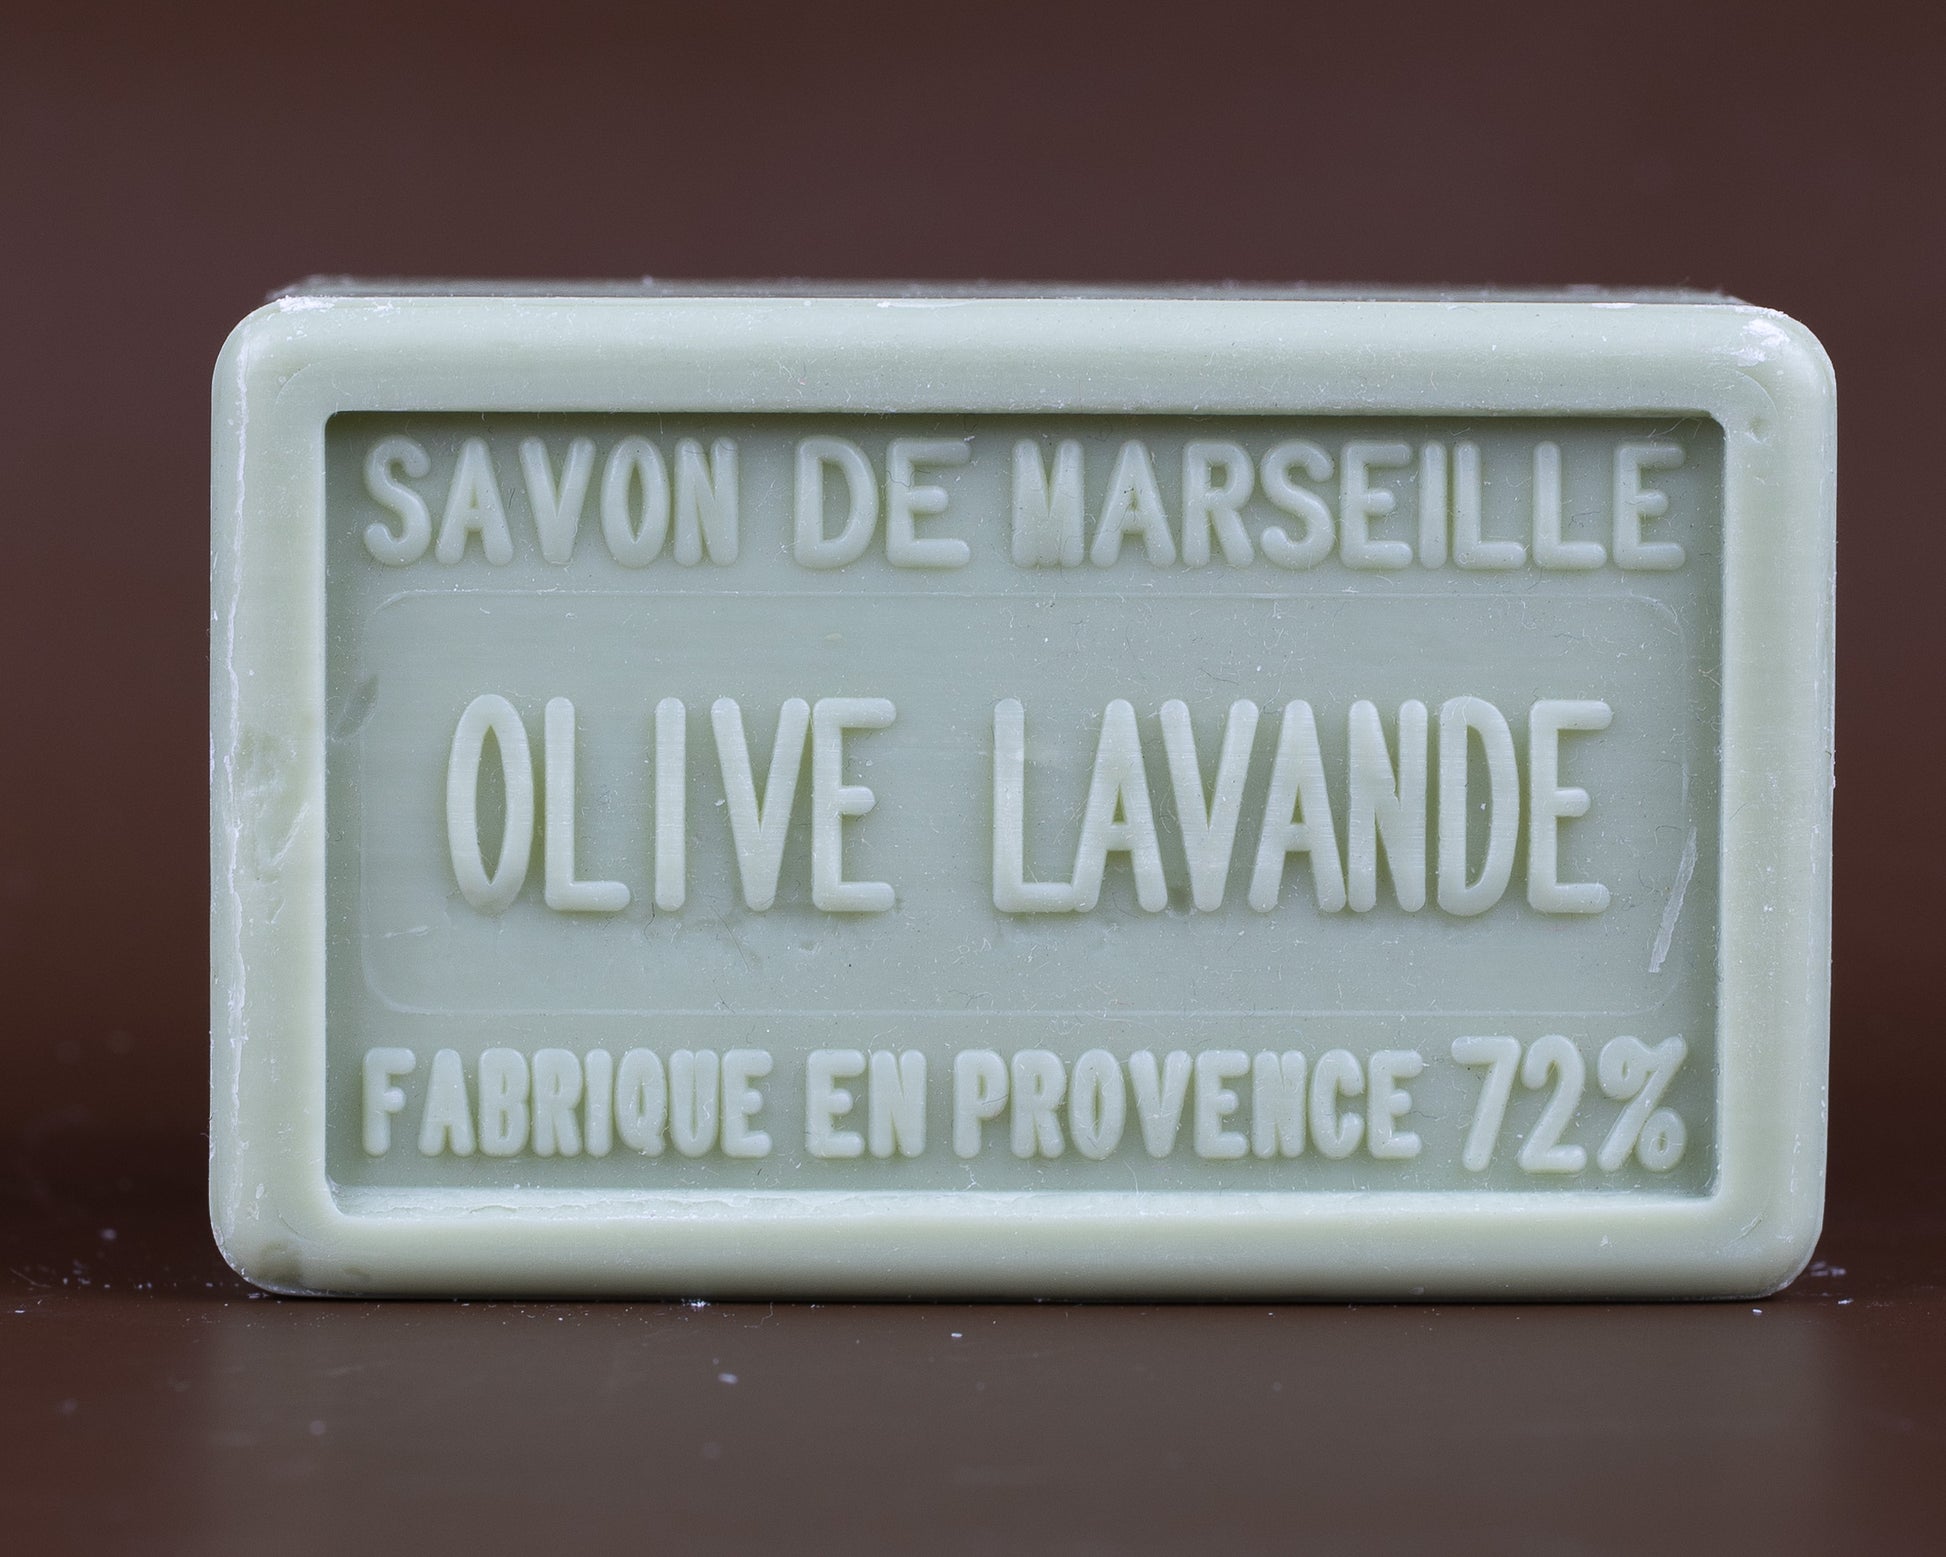 SAVON DE MARSEILLE
OLIVE LAVANDE
FABRIQUE EN PROVENCE 72%